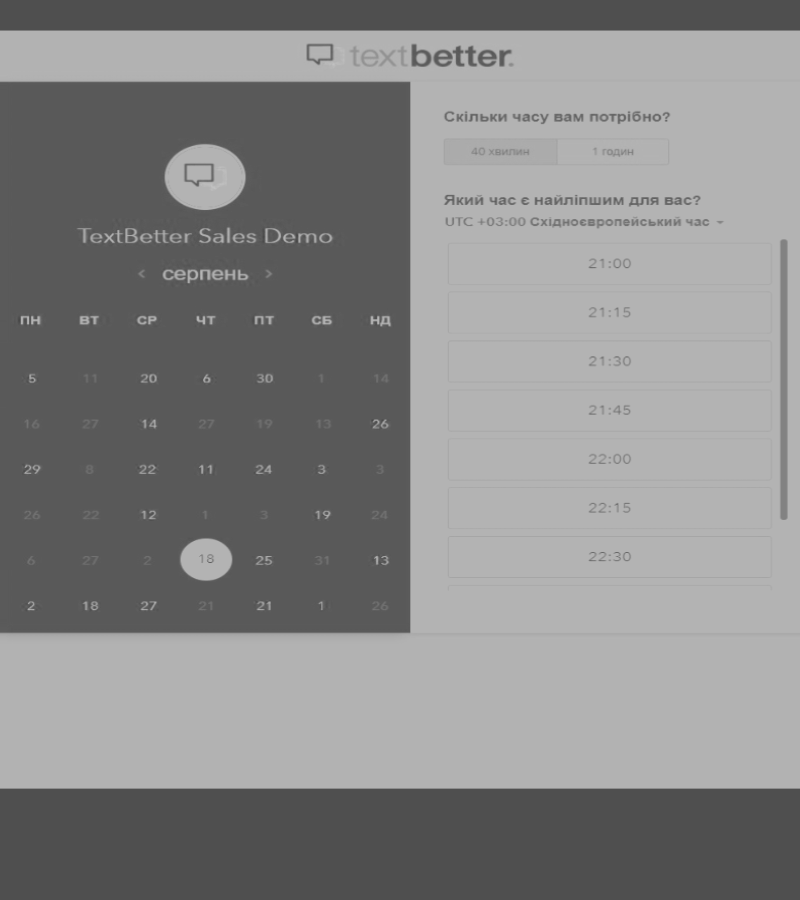 textbetter.
TextBetter Sales Demo
< серпень >
ПН ВТ СР ЧТ ПТ СБ НД
5 11 20 6 30 1 14
16 27 14 27 19 13 26
29 8 22 11 24 3 3
26 22 12 1 3 19 24
6 27 2 18 25 31 13
2 18 27 21 21 1 26
Скільки часу вам потрібно?
40 хвилин 1 годин
Який час є найліпшим для вас?
UTC +03:00 Східноєвропейський час
21:00
21:15
21:30
21:45
22:00
22:15
22:30